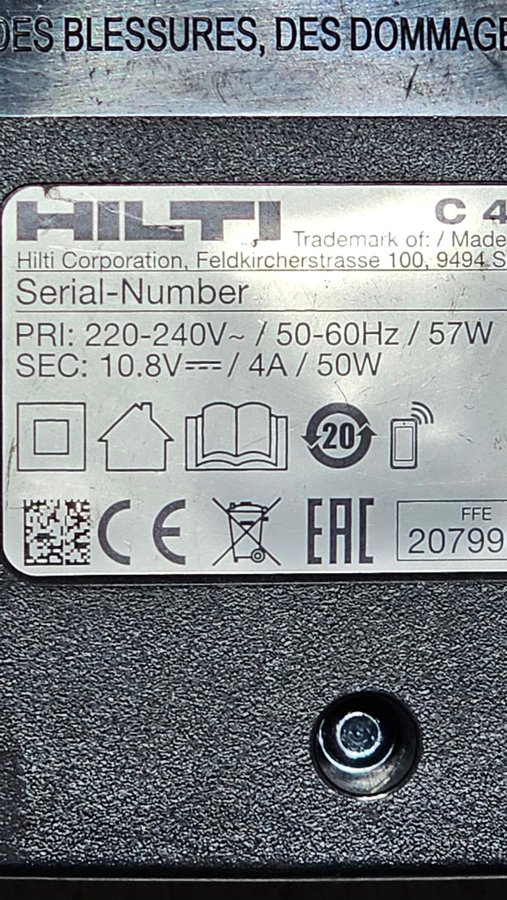 DES BLESSURES, DES DOMMAGE
HILTI C 4
Trademark of: / Made
Hilti Corporation, Feldkircherstrasse 100, 9494 S
Serial-Number
PRI: 220-240V~ / 50-60Hz / 57W
SEC: 10.8V⎓ / 4A / 50W
20
CE EAC FFE
20799